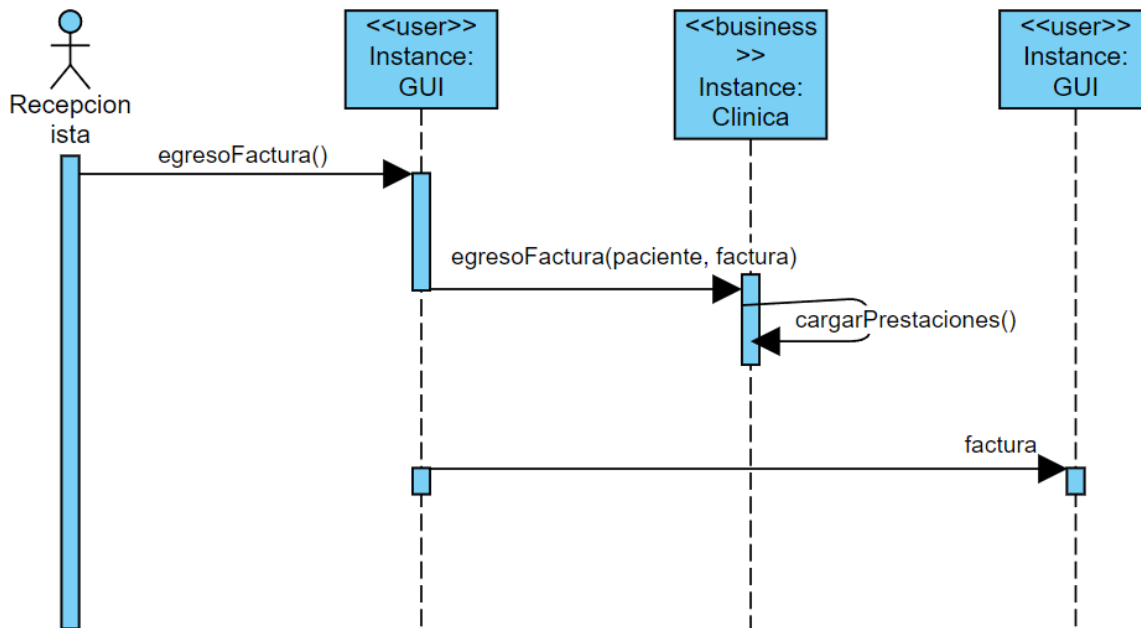 <<user>>
Instance:
GUI
<<business
>>
Instance:
Clinica
<<user>>
Instance:
GUI
Recepcion
ista
egresoFactura()
egresoFactura(paciente, factura)
cargarPrestaciones()
factura